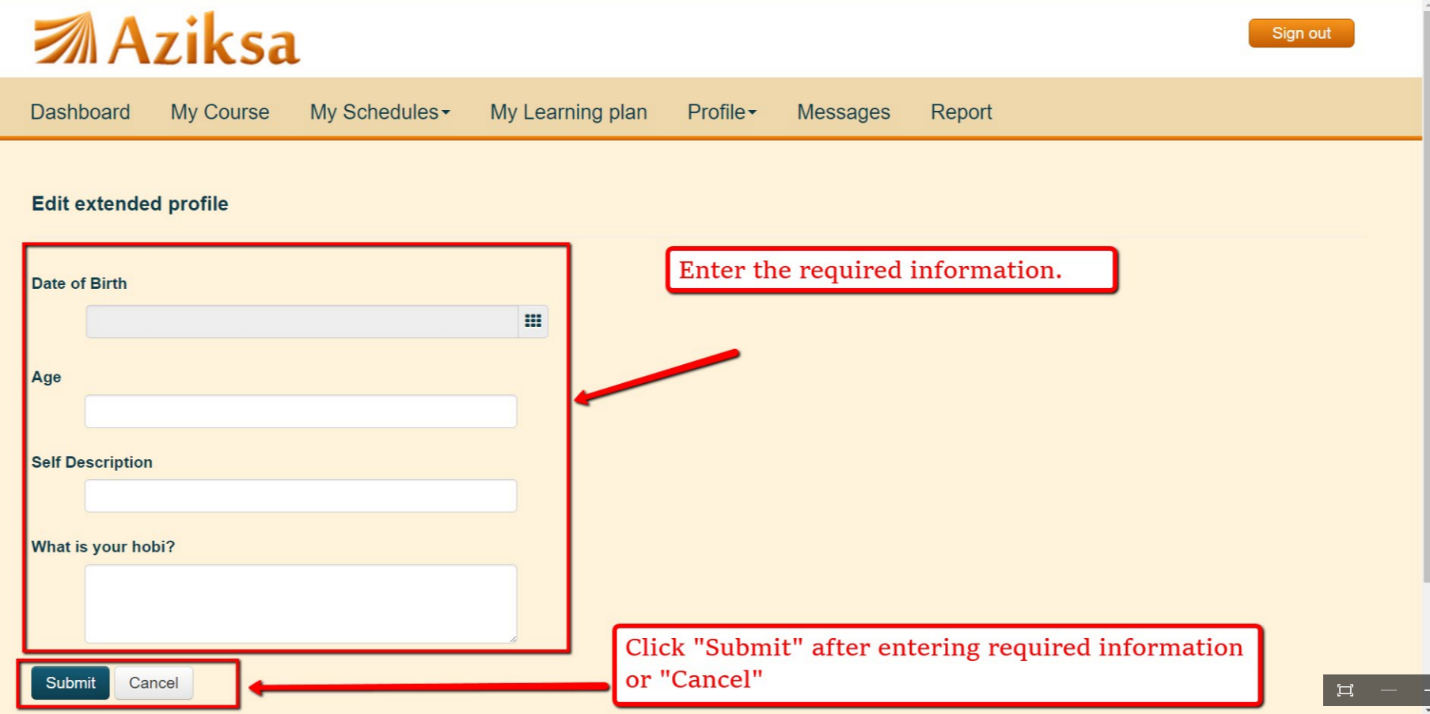 Aziksa
Sign out
Dashboard My Course My Schedules My Learning plan Profile Messages Report
Edit extended profile
Enter the required information.
Date of Birth
Age
Self Description
What is your hobi?
Click "Submit" after entering required information
or "Cancel"
Submit Cancel